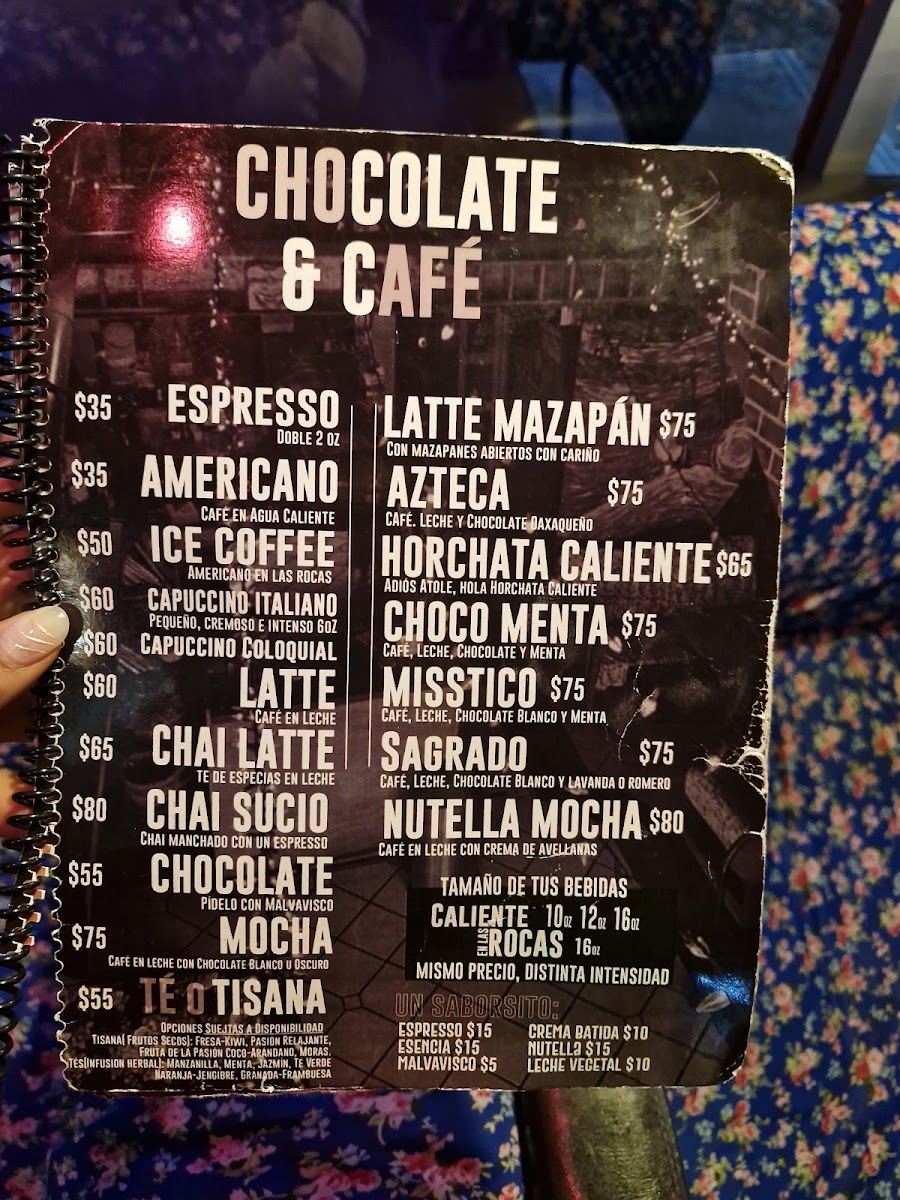 CHOCOLATE
& CAFÉ
$35 ESPRESSO
DOBLE 2 OZ
$35 AMERICANO
CAFÉ EN AGUA CALIENTE
$50 ICE COFFEE
AMERICANO EN LAS ROCAS
$60 CAPUCCINO ITALIANO
PEQUEÑO, CREMOSO E INTENSO 6OZ
$60 CAPUCCINO COLOQUIAL
$60 LATTE
CAFÉ EN LECHE
$65 CHAI LATTE
TE DE ESPECIAS EN LECHE
$80 CHAI SUCIO
CHAI MANCHADO CON UN ESPRESSO
$55 CHOCOLATE
PIDELO CON MALVAVISCO
$75 MOCHA
CAFÉ EN LECHE CON CHOCOLATE BLANCO U OSCURO
$55 TÉ O TISANA
OPCIONES SUEJTAS A DISPONIBILIDAD
TISANA( FRUTOS SECOS): FRESA-KIWI, PASIÓN RELAJANTE,
FRUTA DE LA PASIÓN COCO-ARANDANO, MORAS.
TES(INFUSION HERBAL): MANZANILLA, MENTA, JAZMIN, TE VERDE
NARANJA-JENGIBRE, GRANADA-FRAMBUESA
LATTE MAZAPÁN $75
CON MAZAPANES ABIERTOS CON CARIÑO
AZTECA $75
CAFÉ. LECHE Y CHOCOLATE OAXAQUEÑO
HORCHATA CALIENTE $65
ADIÓS ATOLE, HOLA HORCHATA CALIENTE
CHOCO MENTA $75
CAFÉ, LECHE, CHOCOLATE Y MENTA
MISSTICO $75
CAFÉ, LECHE, CHOCOLATE BLANCO Y MENTA
SAGRADO $75
CAFÉ, LECHE, CHOCOLATE BLANCO Y LAVANDA O ROMERO
NUTELLA MOCHA $80
CAFÉ EN LECHE CON CREMA DE AVELLANAS
TAMAÑO DE TUS BEBIDAS
CALIENTE 10OZ 12OZ 16OZ
EN LAS ROCAS 16OZ
MISMO PRECIO, DISTINTA INTENSIDAD
UN SABORSITO:
ESPRESSO $15 CREMA BATIDA $10
ESENCIA $15 NUTELLA $15
MALVAVISCO $5 LECHE VEGETAL $10